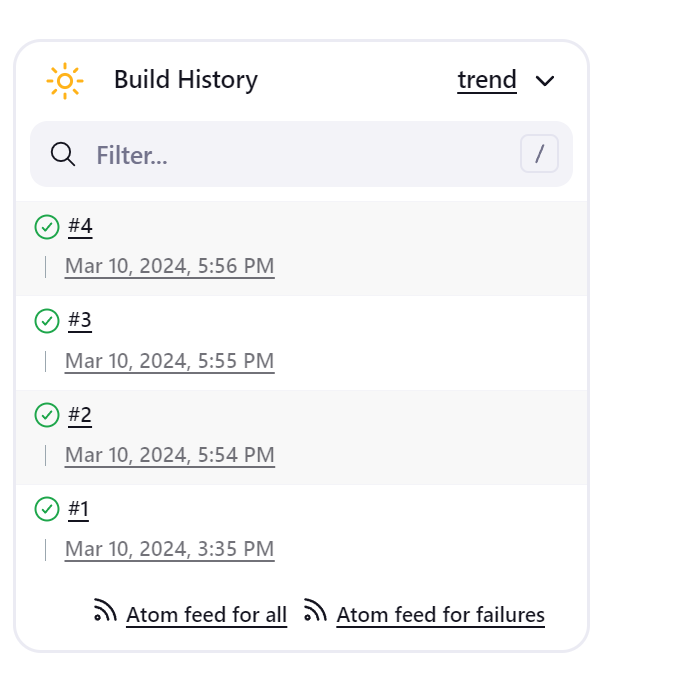 Build History trend
Filter... /
#4
Mar 10, 2024, 5:56 PM
#3
Mar 10, 2024, 5:55 PM
#2
Mar 10, 2024, 5:54 PM
#1
Mar 10, 2024, 3:35 PM
Atom feed for all Atom feed for failures